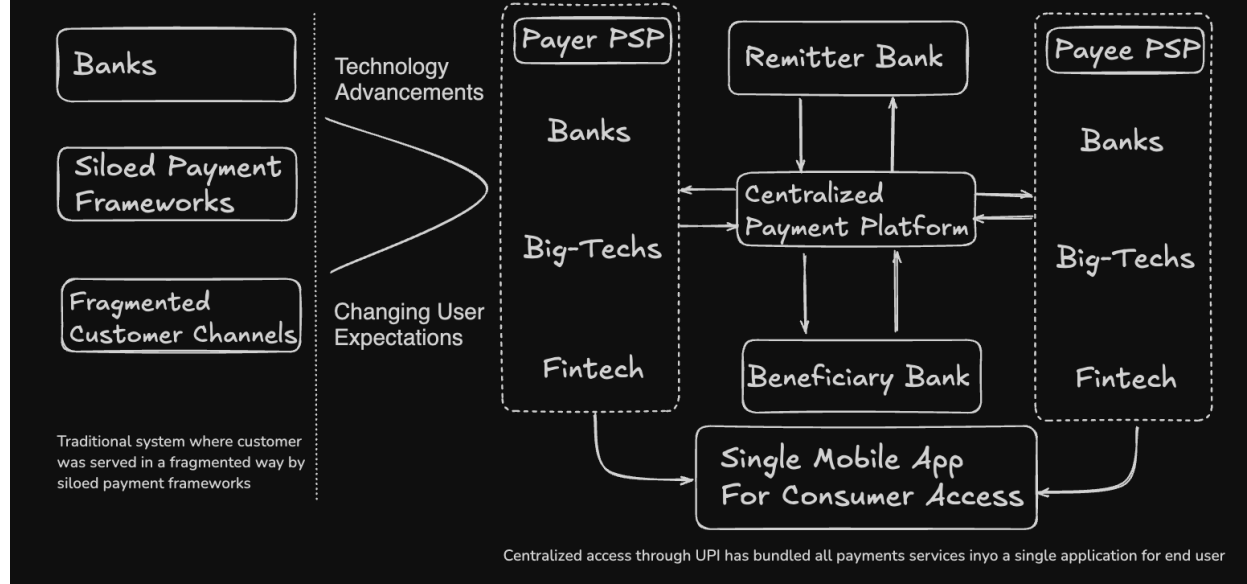 Banks
Siloed Payment
Frameworks
Fragmented
Customer Channels
Traditional system where customer
was served in a fragmented way by
siloed payment frameworks
Technology
Advancements
Changing User
Expectations
Payer PSP
Banks
Big-Techs
Fintech
Remitter Bank
Centralized
Payment Platform
Beneficiary Bank
Payee PSP
Banks
Big-Techs
Fintech
Single Mobile App
For Consumer Access
Centralized access through UPI has bundled all payments services inyo a single application for end user